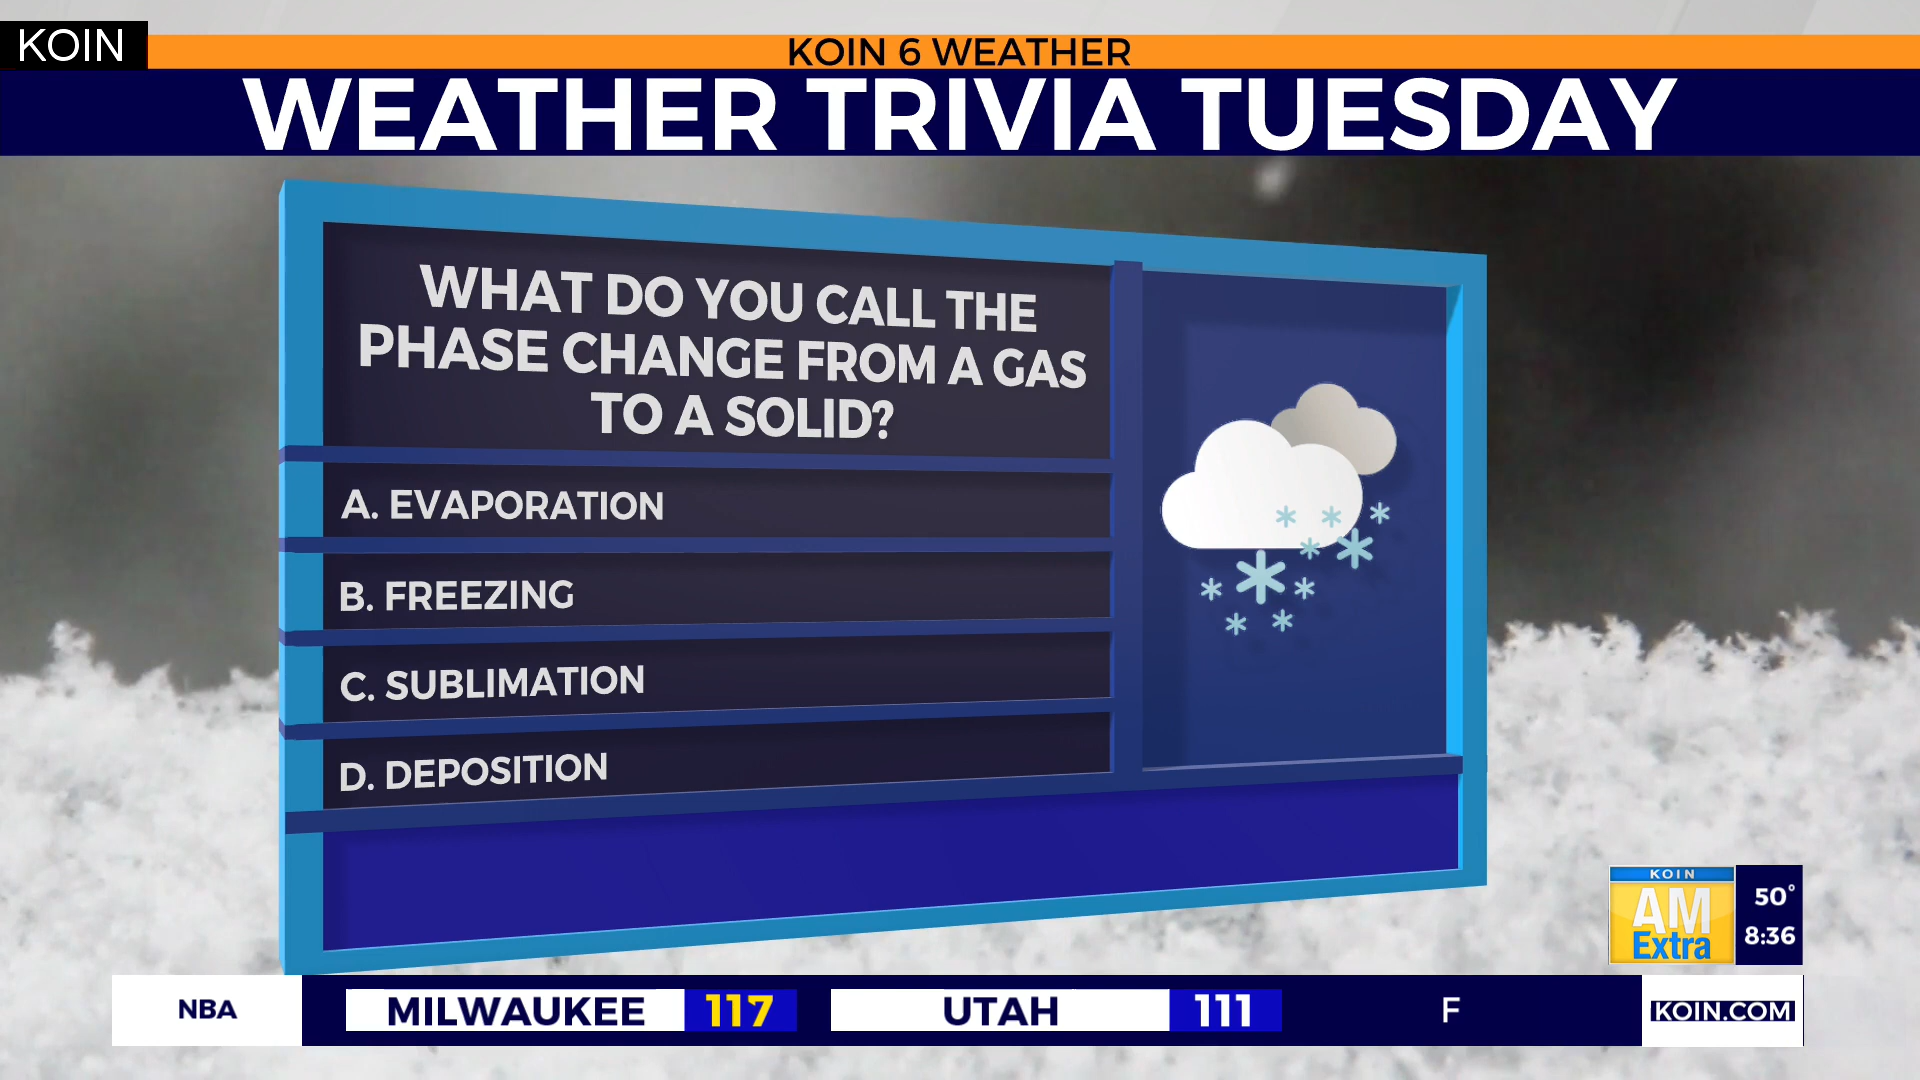 KOIN
KOIN 6 WEATHER
WEATHER TRIVIA TUESDAY
WHAT DO YOU CALL THE
PHASE CHANGE FROM A GAS
TO A SOLID?
A. EVAPORATION
B. FREEZING
C. SUBLIMATION
D. DEPOSITION
KOIN
AM
Extra
50°
8:36
NBA MILWAUKEE 117 UTAH 111 F KOIN.COM